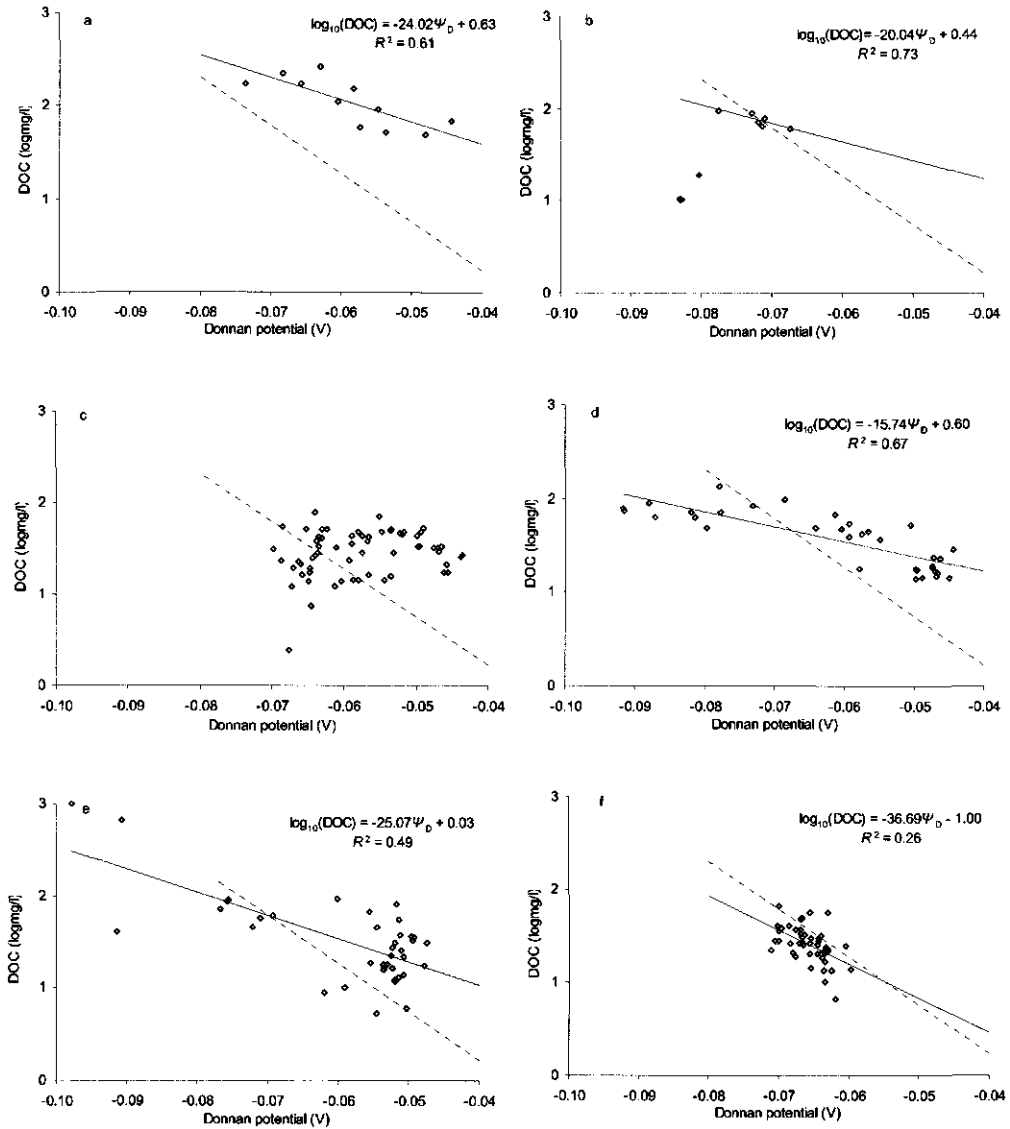 a
log10(DOC) = -24.02ΨD + 0.63
R² = 0.61
3
2
1
0
DOC (logmg/l)
-0.10 -0.09 -0.08 -0.07 -0.06 -0.05 -0.04
Donnan potential (V)
b
log10(DOC) = -20.04ΨD + 0.44
R² = 0.73
3
2
1
0
DOC (logmg/l)
-0.10 -0.09 -0.08 -0.07 -0.06 -0.05 -0.04
Donnan potential (V)
c
3
2
1
0
DOC (logmg/l)
-0.10 -0.09 -0.08 -0.07 -0.06 -0.05 -0.04
Donnan potential (V)
d
log10(DOC) = -15.74ΨD + 0.60
R² = 0.67
3
2
1
0
DOC (logmg/l)
-0.10 -0.09 -0.08 -0.07 -0.06 -0.05 -0.04
Donnan potential (V)
e
log10(DOC) = -25.07ΨD + 0.03
R² = 0.49
3
2
1
0
DOC (logmg/l)
-0.10 -0.09 -0.08 -0.07 -0.06 -0.05 -0.04
Donnan potential (V)
f
log10(DOC) = -36.69ΨD - 1.00
R² = 0.26
3
2
1
0
DOC (logmg/l)
-0.10 -0.09 -0.08 -0.07 -0.06 -0.05 -0.04
Donnan potential (V)